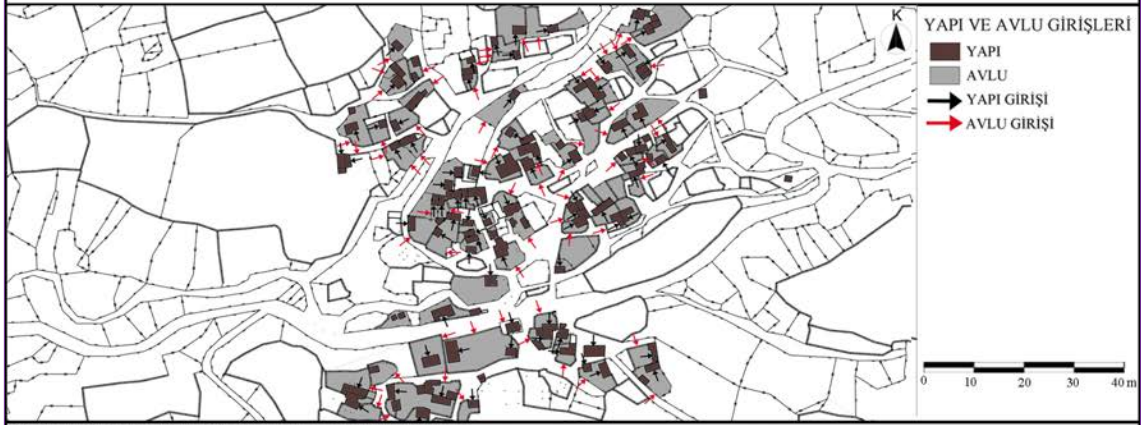 K
YAPI VE AVLU GİRİŞLERİ
YAPI
AVLU
YAPI GİRİŞİ
AVLU GİRİŞİ
0 10 20 30 40 m